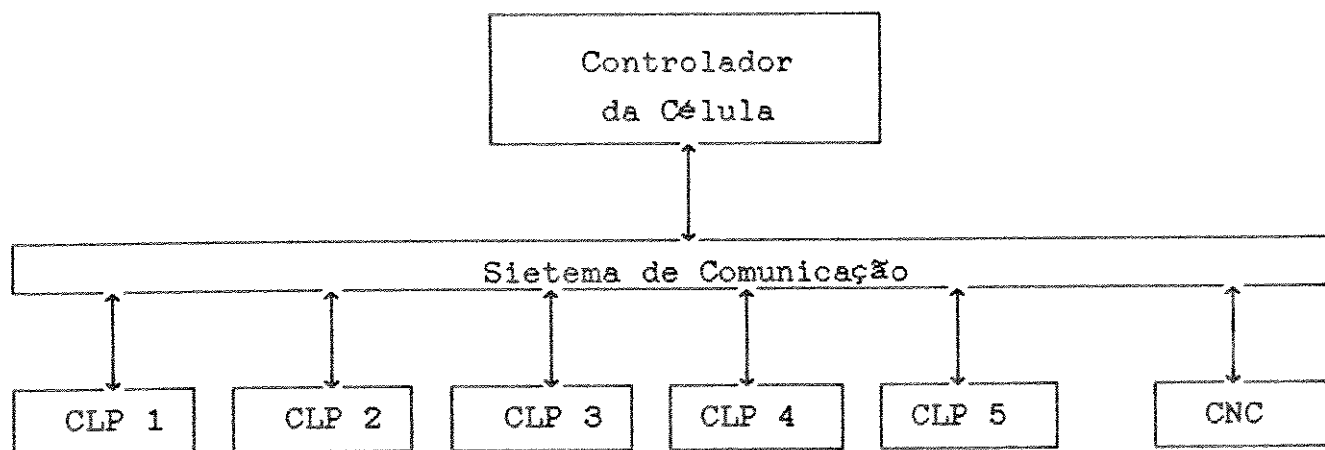 Controlador
da Célula
Sietema de Comunicação
CLP 1
CLP 2
CLP 3
CLP 4
CLP 5
CNC